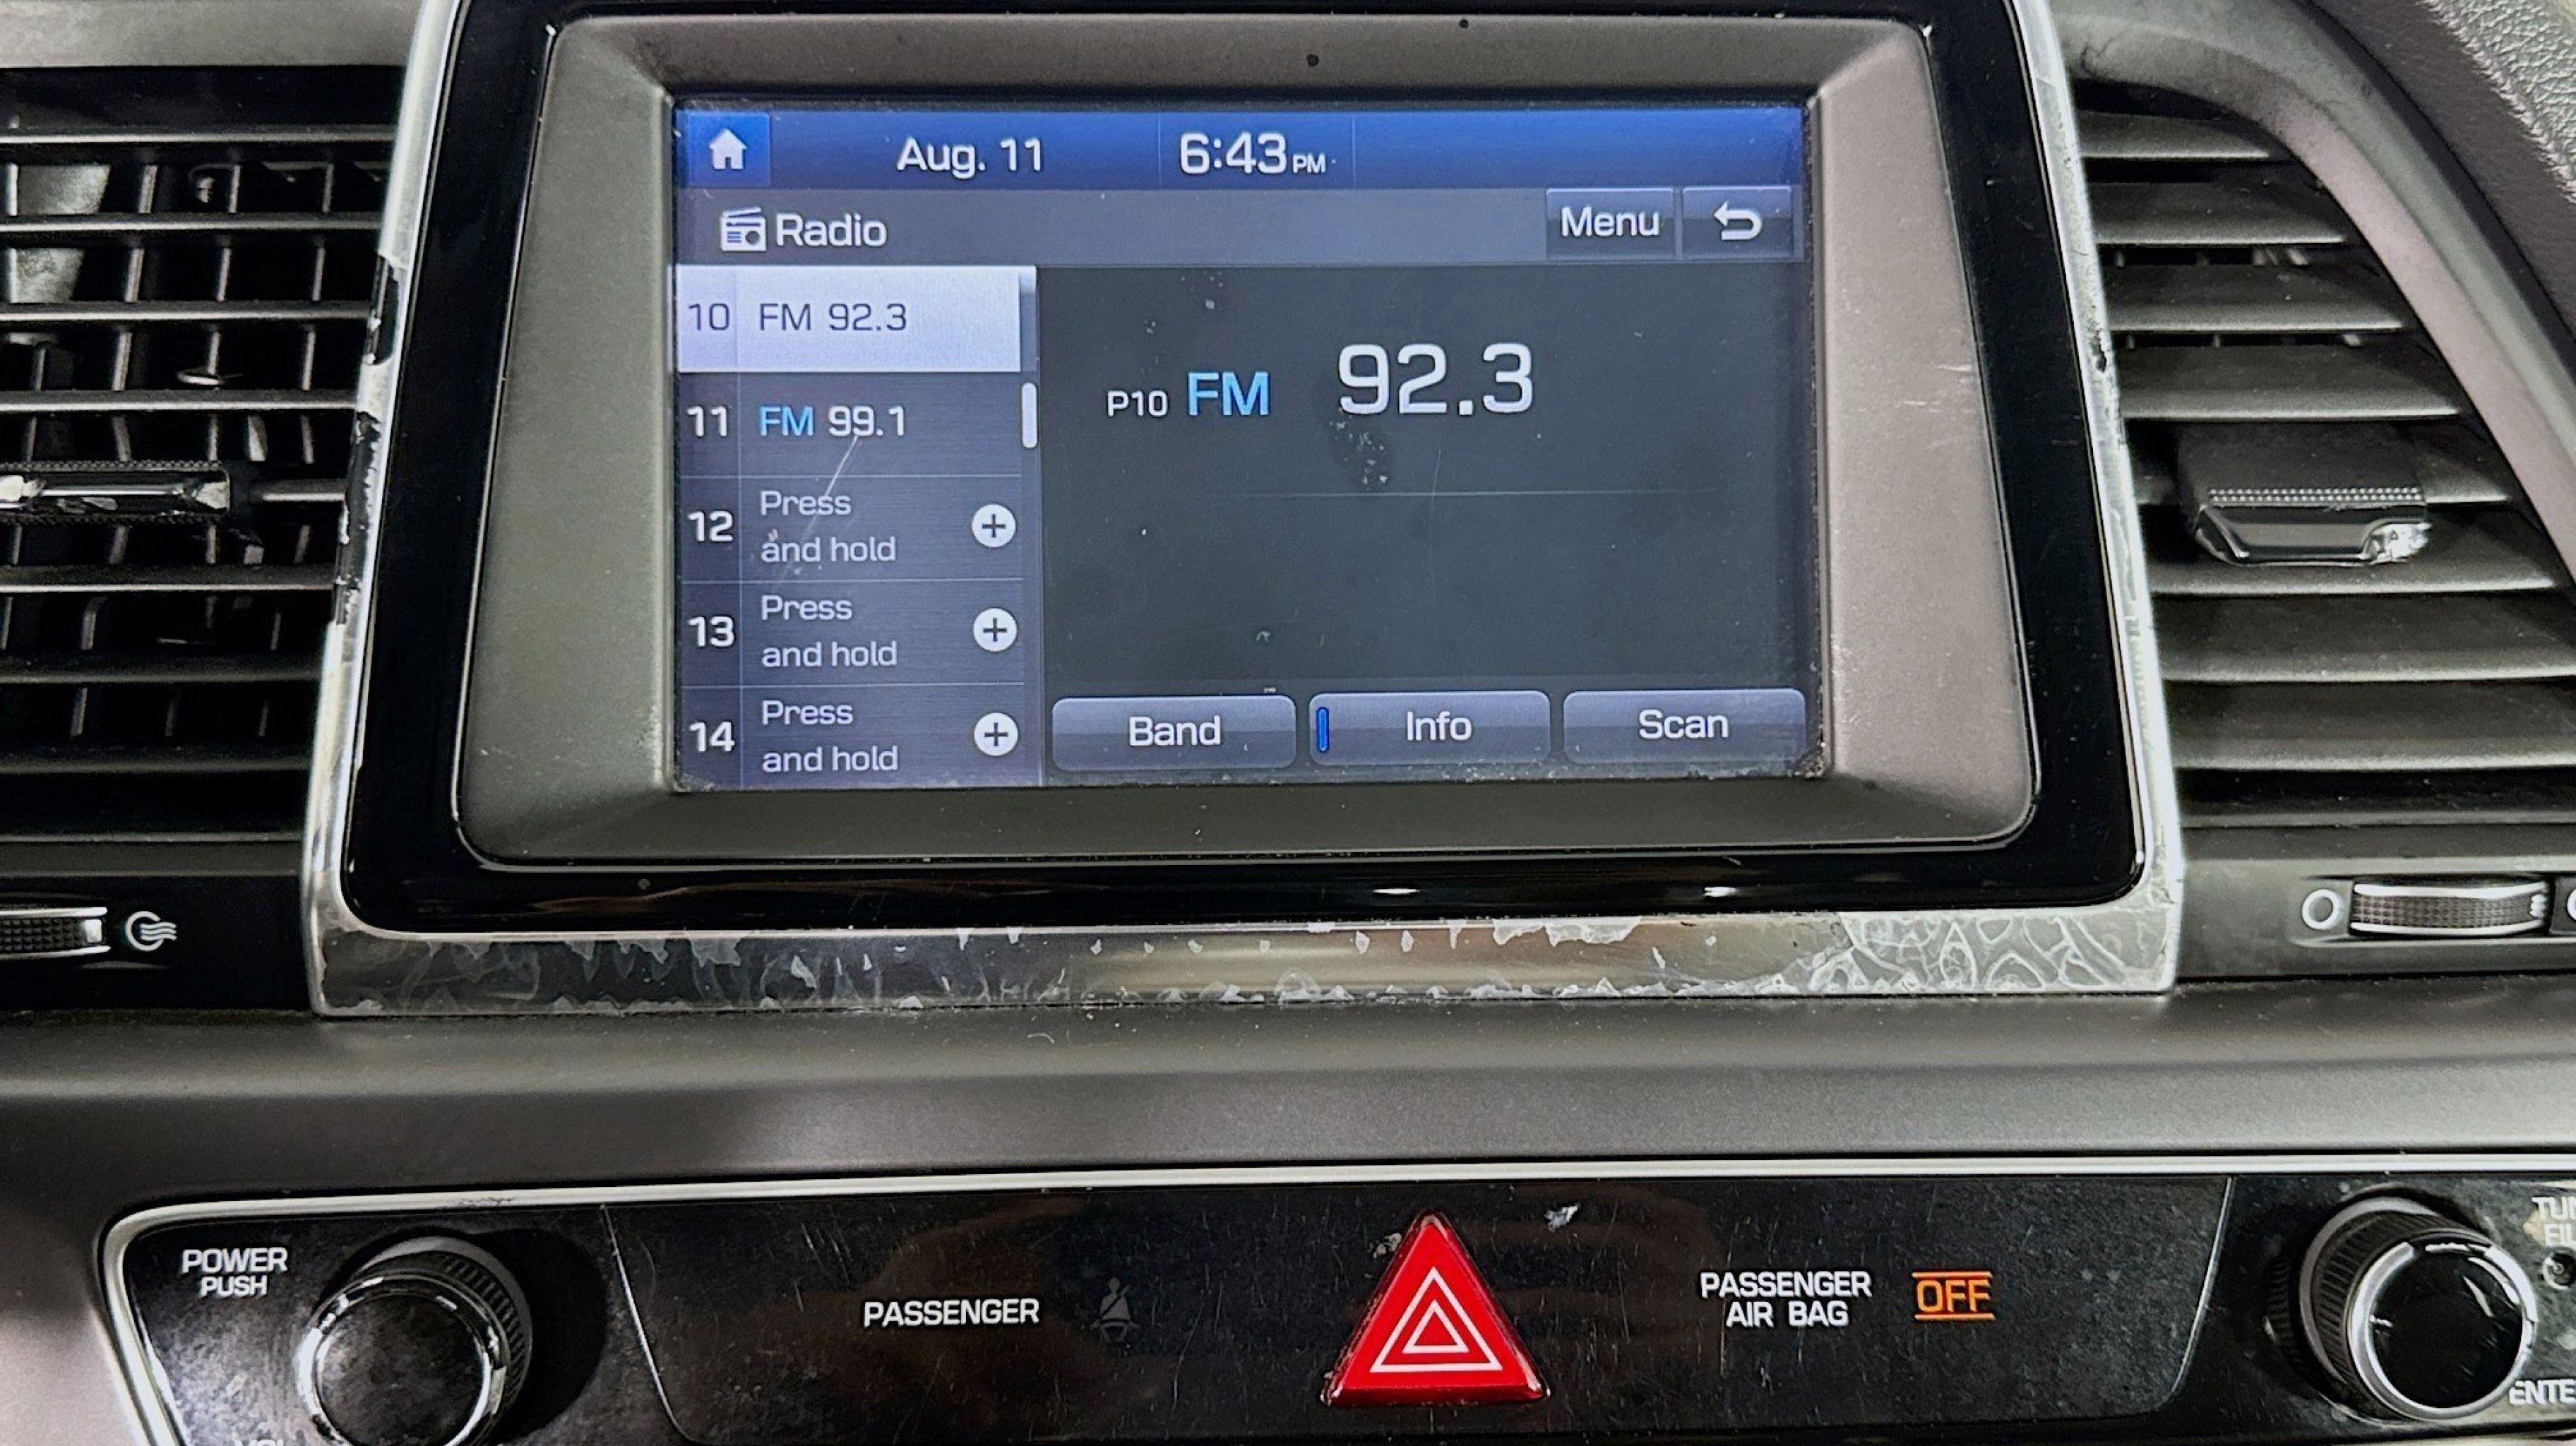 Aug. 11 6:43 PM
Radio Menu
10 FM 92.3
11 FM 99.1
P10 FM 92.3
12 Press
and hold
13 Press
and hold
14 Press
and hold
Band Info Scan
POWER
PUSH
PASSENGER
PASSENGER
AIR BAG
OFF